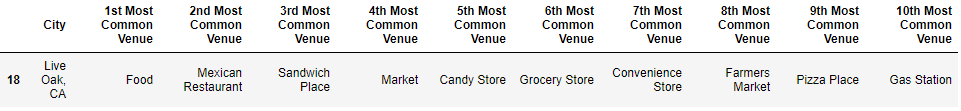 City 1st Most Common Venue 2nd Most Common Venue 3rd Most Common Venue 4th Most Common Venue 5th Most Common Venue 6th Most Common Venue 7th Most Common Venue 8th Most Common Venue 9th Most Common Venue 10th Most Common Venue
18 Live Oak, CA Food Mexican Restaurant Sandwich Place Market Candy Store Grocery Store Convenience Store Farmers Market Pizza Place Gas Station